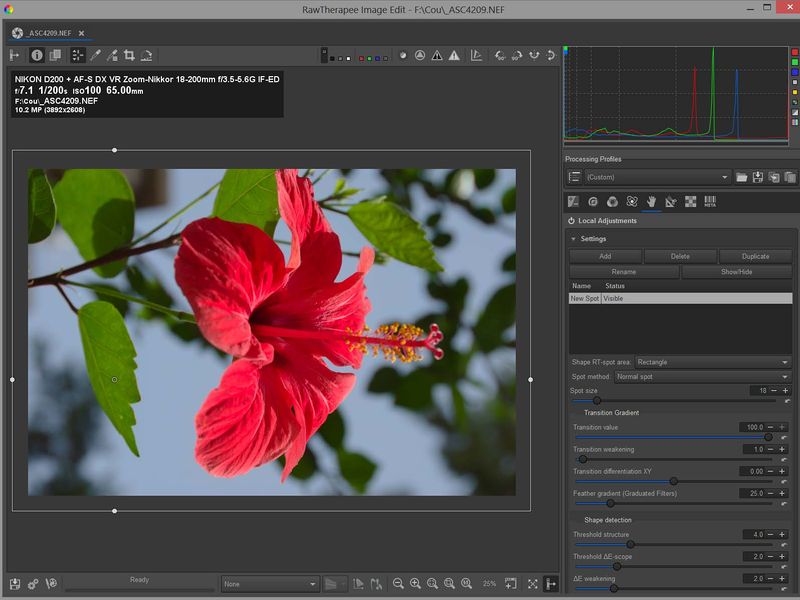 RawTherapee Image Edit - F:\Cou\_ASC4209.NEF
_ASC4209.NEF
NIKON D200 + AF-S DX VR Zoom-Nikkor 18-200mm f/3.5-5.6G IF-ED
f/7.1 1/200s ISO100 65.00mm
F:\Cou\_ASC4209.NEF
10.2 MP (3892x2608)
Processing Profiles
(Custom)
META
Local Adjustments
Settings
Add Delete Duplicate
Rename Show/Hide
Name Status
New Spot Visible
Shape RT-spot area: Rectangle
Spot method: Normal spot
Spot size 18
Transition Gradient
Transition value 100.0
Transition weakening 1.0
Transition differentiation XY 0.00
Feather gradient (Graduated Filters) 25.0
Shape detection
Threshold structure 4.0
Threshold ΔE-scope 2.0
ΔE weakening 2.0
Ready None 25%